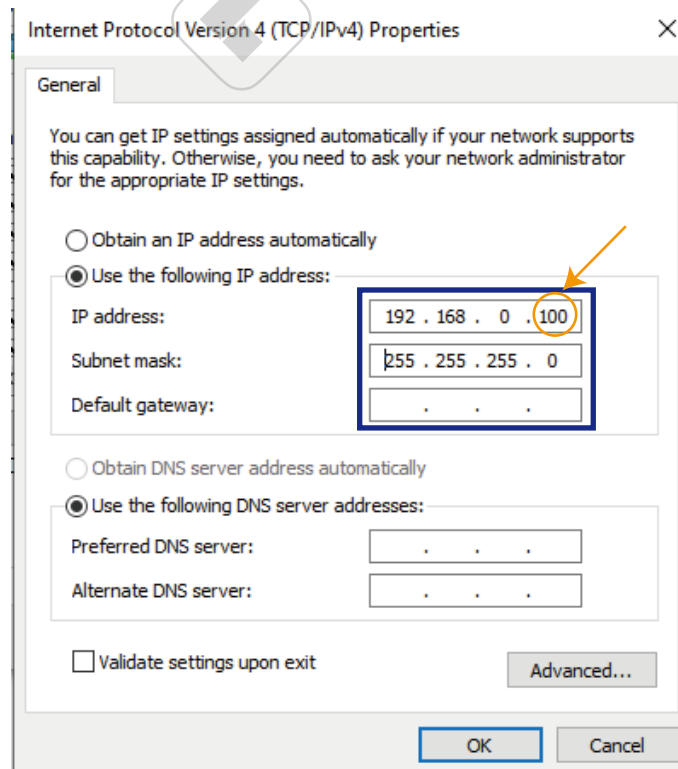 Internet Protocol Version 4 (TCP/IPv4) Properties
General
You can get IP settings assigned automatically if your network supports
this capability. Otherwise, you need to ask your network administrator
for the appropriate IP settings.
Obtain an IP address automatically
Use the following IP address:
IP address: 192 . 168 . 0 . 100
Subnet mask: 255 . 255 . 255 . 0
Default gateway: . . .
Obtain DNS server address automatically
Use the following DNS server addresses:
Preferred DNS server: . . .
Alternate DNS server: . . .
Validate settings upon exit
Advanced...
OK Cancel